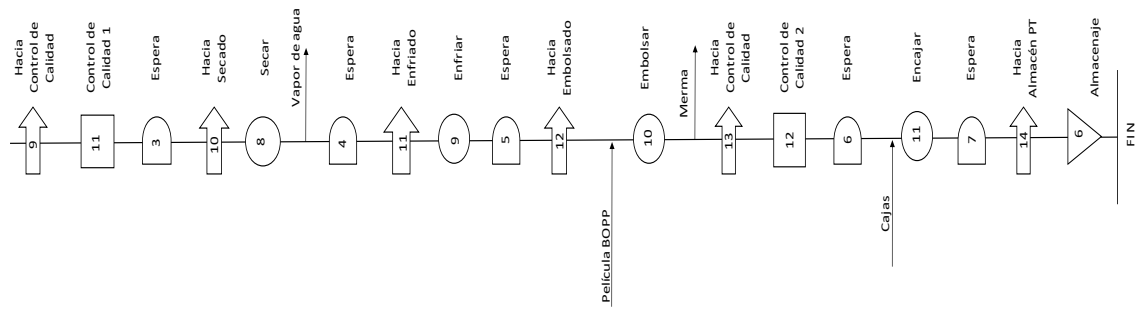 Hacia
Control de
Calidad
9
Control de
Calidad 1
11
Espera
3
Hacia
Secado
10
Secar
8
Vapor de agua
Espera
4
Hacia
Enfriado
11
Enfriar
9
Espera
5
Hacia
Embolsado
12
Película BOPP
Embolsar
10
Merma
Hacia
Control de
Calidad
13
Control de
Calidad 2
12
Espera
6
Cajas
Encajar
11
Espera
7
Hacia
Almacén PT
14
Almacenaje
6
FIN